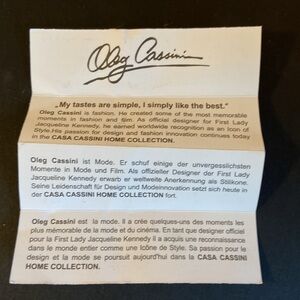 Oleg Cassini
„My tastes are simple, I simply like the best."
Oleg Cassini is fashion. He created some of the most memorable
moments in fashion and film. As official designer for First Lady
Jacqueline Kennedy, he earned worldwide recognition as an Icon of
Style.His passion for design and fashion innovation continues today
in the CASA CASSINI HOME COLLECTION.
Oleg Cassini ist Mode. Er schuf einige der unvergesslichsten
Momente in Mode und Film. Als offizieller Designer der First Lady
Jacqueline Kennedy erwarb er weltweite Anerkennung als Stilikone.
Seine Leidenschaft für Design und Modeinnovation setzt sich heute in
der CASA CASSINI HOME COLLECTION fort.
Oleg Cassini est la mode. Il a crée quelques-uns des moments les
plus mémorable de la mode et du cinéma. En tant que designer officiel
pour la First Lady Jacqueline Kennedy il a acquis une reconnaissance
dans le monde entier comme une Icône de Style. Sa passion pour le
design et la mode se poursuit aujourd'hui dans la CASA CASSINI
HOME COLLECTION.